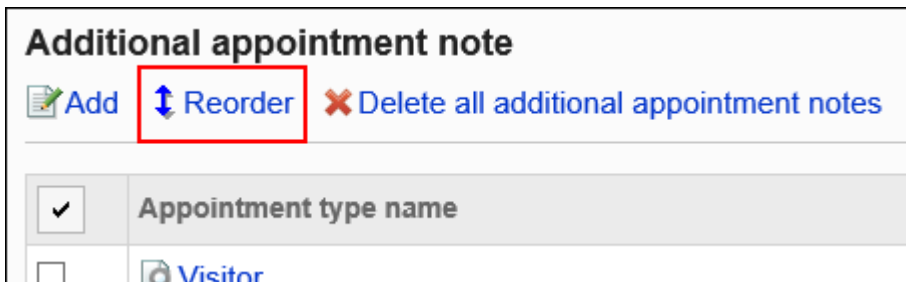 Additional appointment note
Add Reorder Delete all additional appointment notes
Appointment type name
Visitor